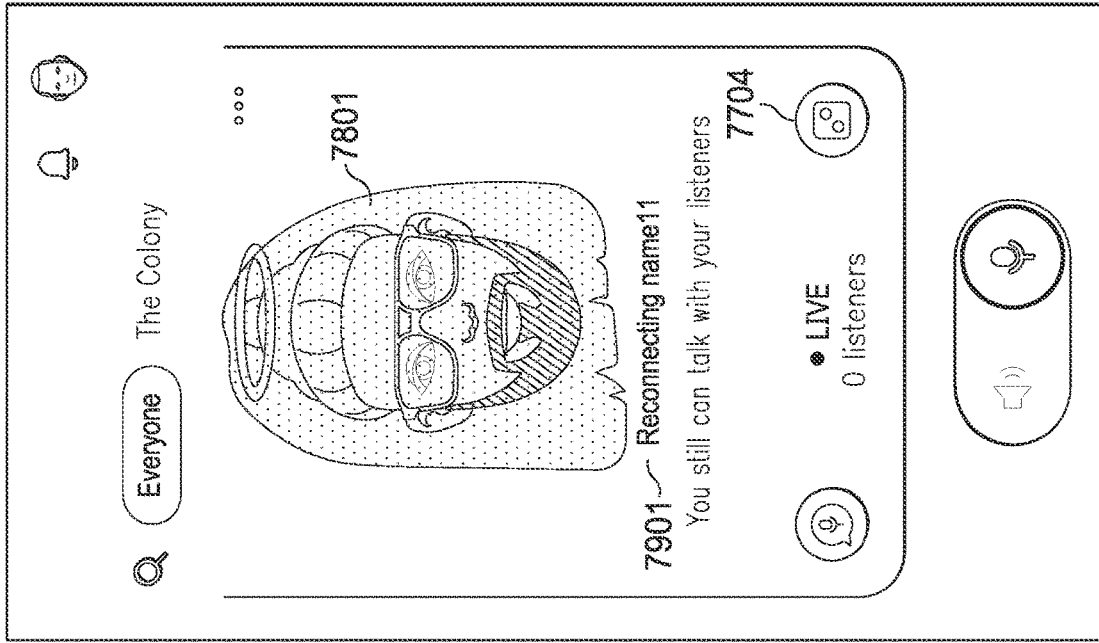 Everyone The Colony
7801
7901 Reconnecting name11
You still can talk with your listeners
7704
LIVE
0 listeners